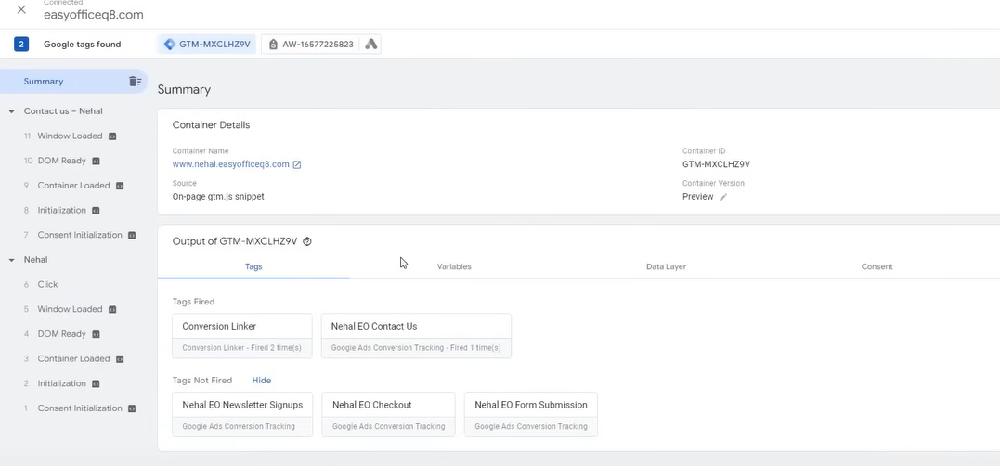 Connected
easyofficeq8.com
2 Google tags found GTM-MXCLHZ9V AW-16577225823
Summary
Contact us – Nehal
11 Window Loaded
10 DOM Ready
9 Container Loaded
8 Initialization
7 Consent Initialization
Nehal
6 Click
5 Window Loaded
4 DOM Ready
3 Container Loaded
2 Initialization
1 Consent Initialization
Summary
Container Details
Container Name Container ID
www.nehal.easyofficeq8.com GTM-MXCLHZ9V
Source Container Version
On-page gtm.js snippet Preview
Output of GTM-MXCLHZ9V
Tags Variables Data Layer Consent
Tags Fired
Conversion Linker Nehal EO Contact Us
Conversion Linker - Fired 2 time(s) Google Ads Conversion Tracking - Fired 1 time(s)
Tags Not Fired Hide
Nehal EO Newsletter Signups Nehal EO Checkout Nehal EO Form Submission
Google Ads Conversion Tracking Google Ads Conversion Tracking Google Ads Conversion Tracking